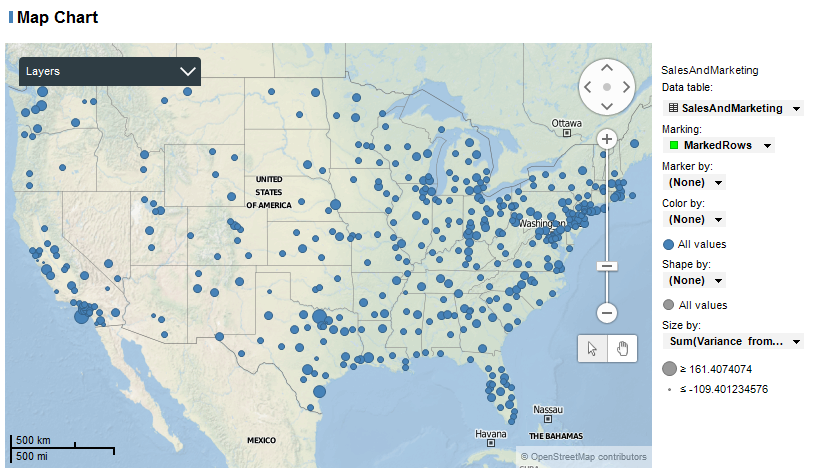 Map Chart
Layers
Ottawa
UNITED
STATES
OF AMERICA
Washington
500 km
500 mi
MEXICO
Nassau
Havana
THE BAHAMAS
© OpenStreetMap contributors
SalesAndMarketing
Data table:
SalesAndMarketing
Marking:
MarkedRows
Marker by:
(None)
Color by:
(None)
All values
Shape by:
(None)
All values
Size by:
Sum(Variance from...
≥ 161.4074074
≤ -109.401234576